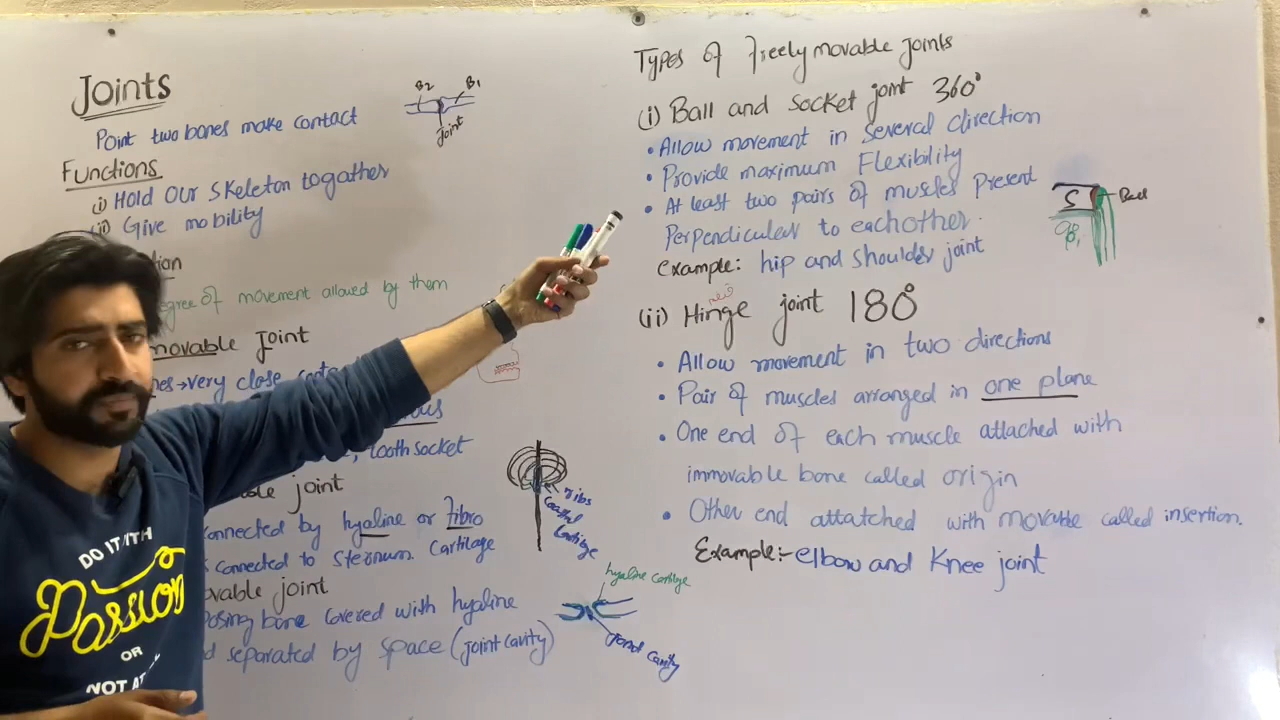 Joints
B2 B1
Joint
Point two bones make contact
Functions
(i) Hold Our Skeleton togather
(ii) Give mobility
egree of movement allowed by them
movable Joint
very close
tooth socket
joint
connected by hyaline or Fibro
connected to Sternum. Cartilage
Ribs
Costal
Cartilage
ovable joint
posing bone covered with hyaline
d separated by space (joint cavity)
hyaline Cartilage
Joint Cavity
Types of Freely movable Joints
(i) Ball and Socket joint 360°
• Allow movement in Several direction
• Provide maximum Flexibility
• At least two pairs of muscles Present
Perpendicular to eachother.
Example: hip and shoulder joint
S
Ball
(ii) Hinge joint 180°
• Allow movement in two directions
• Pair of muscles arranged in one plane
• One end of each muscle attached with
immovable bone called origin
• Other end attatched with movable called insertion.
Example:- elbow and Knee joint
DO IT WITH
Passion
OR
NOT AT